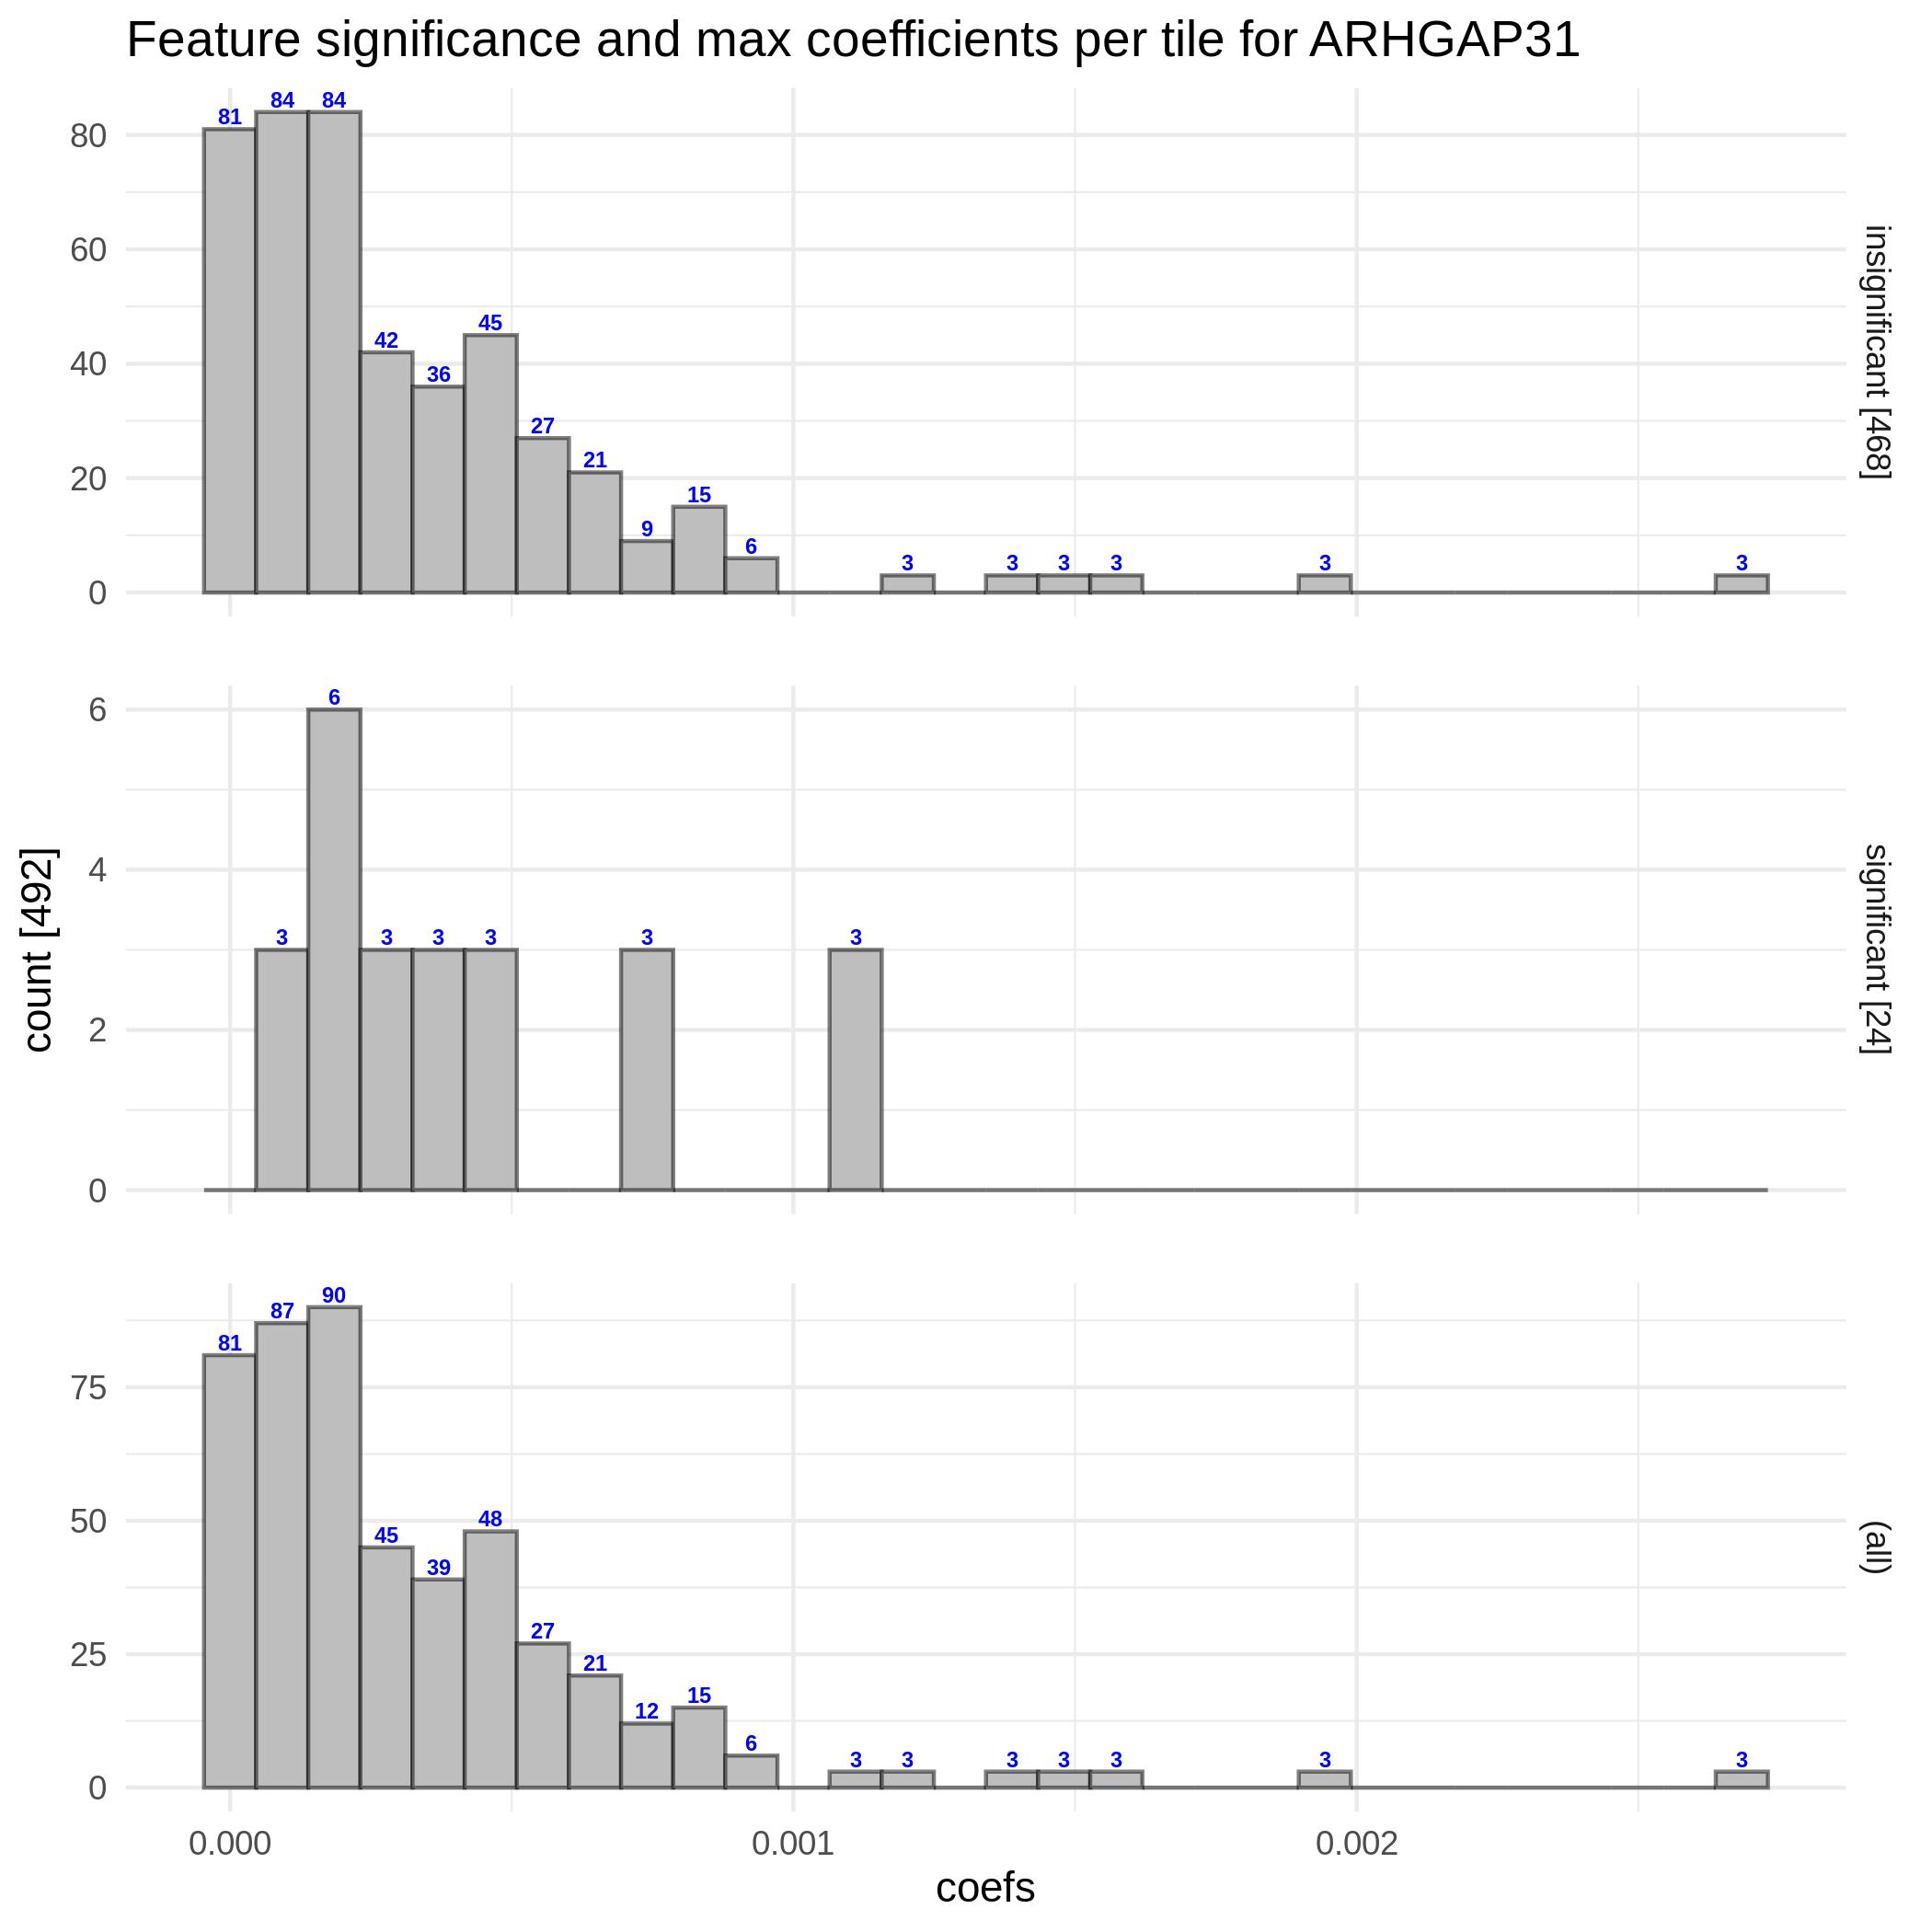 Feature significance and max coefficients per tile for ARHGAP31
81 84 84 42 36 45 27 21 9 15 6 3 3 3 3 3 3
80
60
40
20
0
insignificant [468]
3 6 3 3 3 3 3
6
4
2
0
significant [24]
count [492]
81 87 90 45 39 48 27 21 12 15 6 3 3 3 3 3 3 3
75
50
25
0
(all)
0.000 0.001 0.002
coefs